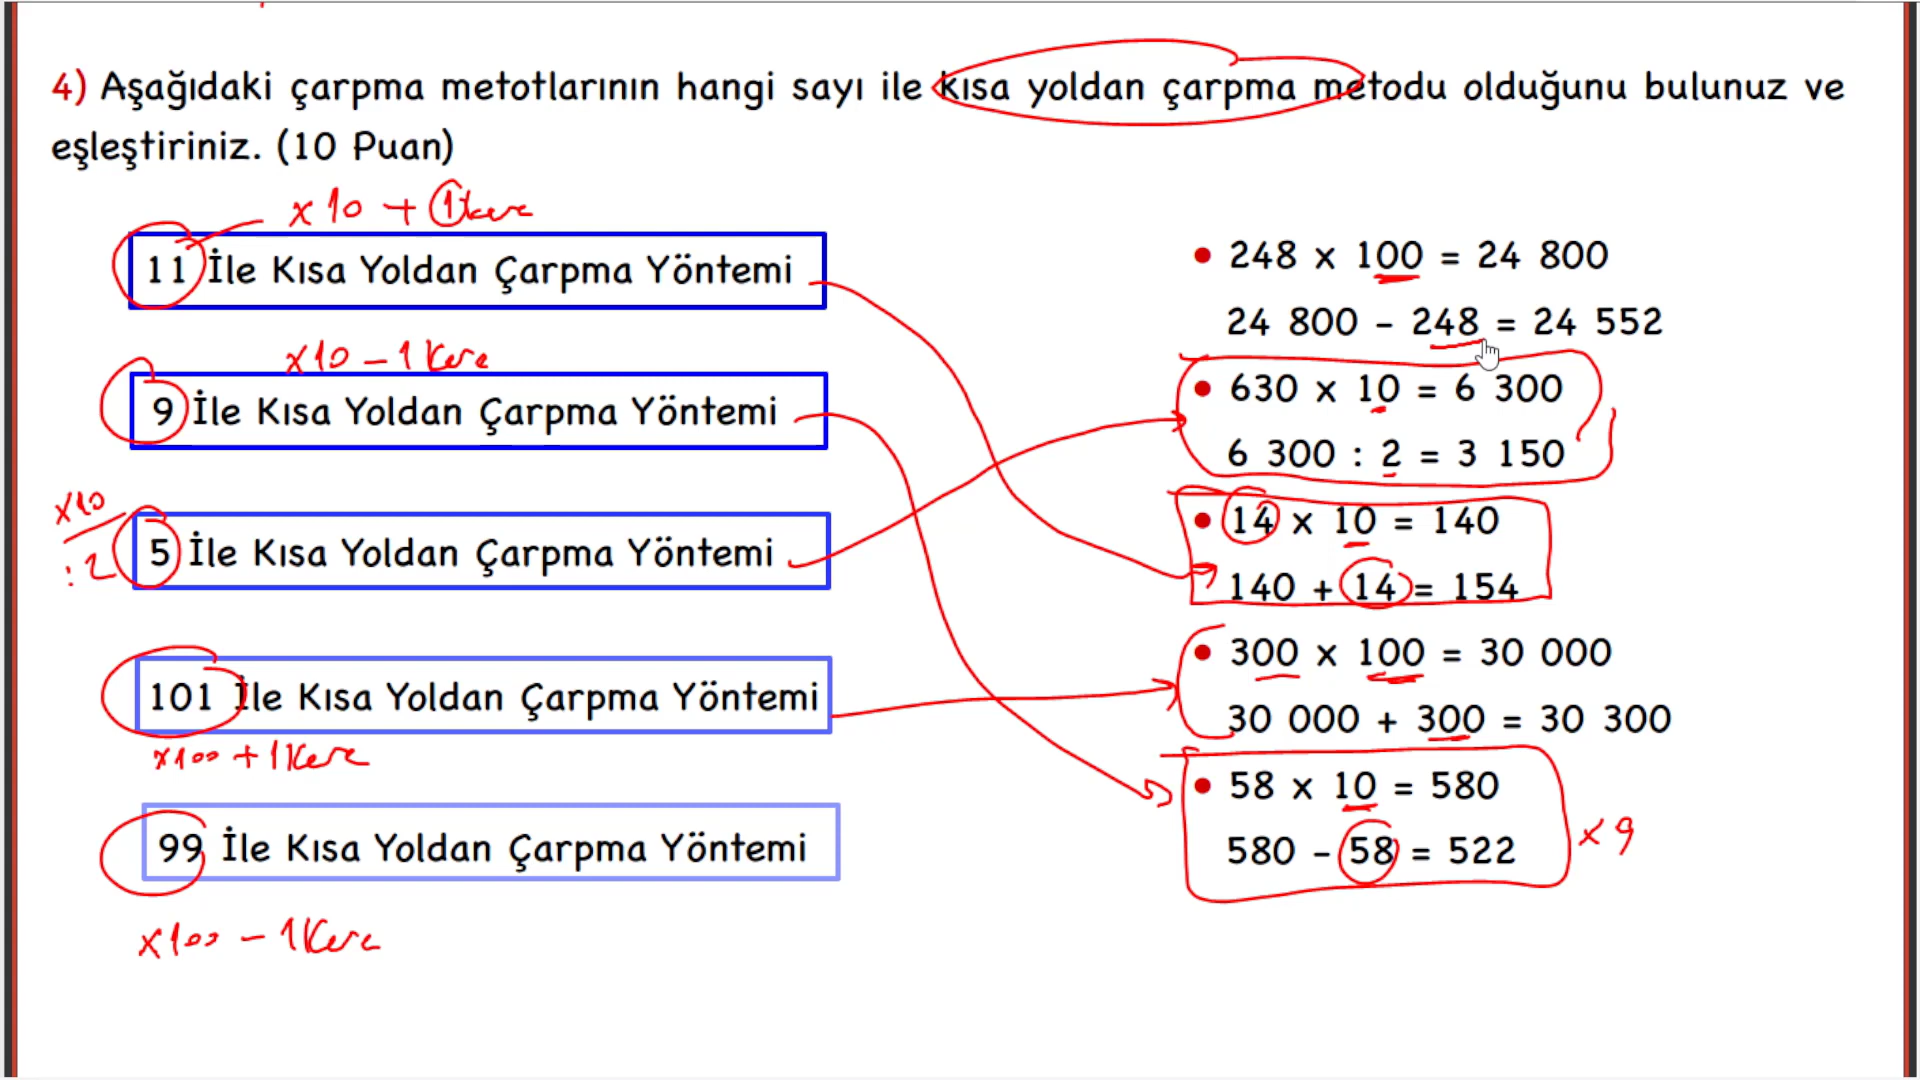 4) Aşağıdaki çarpma metotlarının hangi sayı ile kısa yoldan çarpma metodu olduğunu bulunuz ve
eşleştiriniz. (10 Puan)
x10 + 1 kere
11 İle Kısa Yoldan Çarpma Yöntemi
x10 - 1 Kere
9 İle Kısa Yoldan Çarpma Yöntemi
x10
:2
5 İle Kısa Yoldan Çarpma Yöntemi
101 İle Kısa Yoldan Çarpma Yöntemi
x100 + 1 Kere
99 İle Kısa Yoldan Çarpma Yöntemi
x100 - 1 Kere
• 248 x 100 = 24 800
24 800 - 248 = 24 552
• 630 x 10 = 6 300
6 300 : 2 = 3 150
• 14 x 10 = 140
140 + 14 = 154
• 300 x 100 = 30 000
30 000 + 300 = 30 300
• 58 x 10 = 580
580 - 58 = 522
x 9